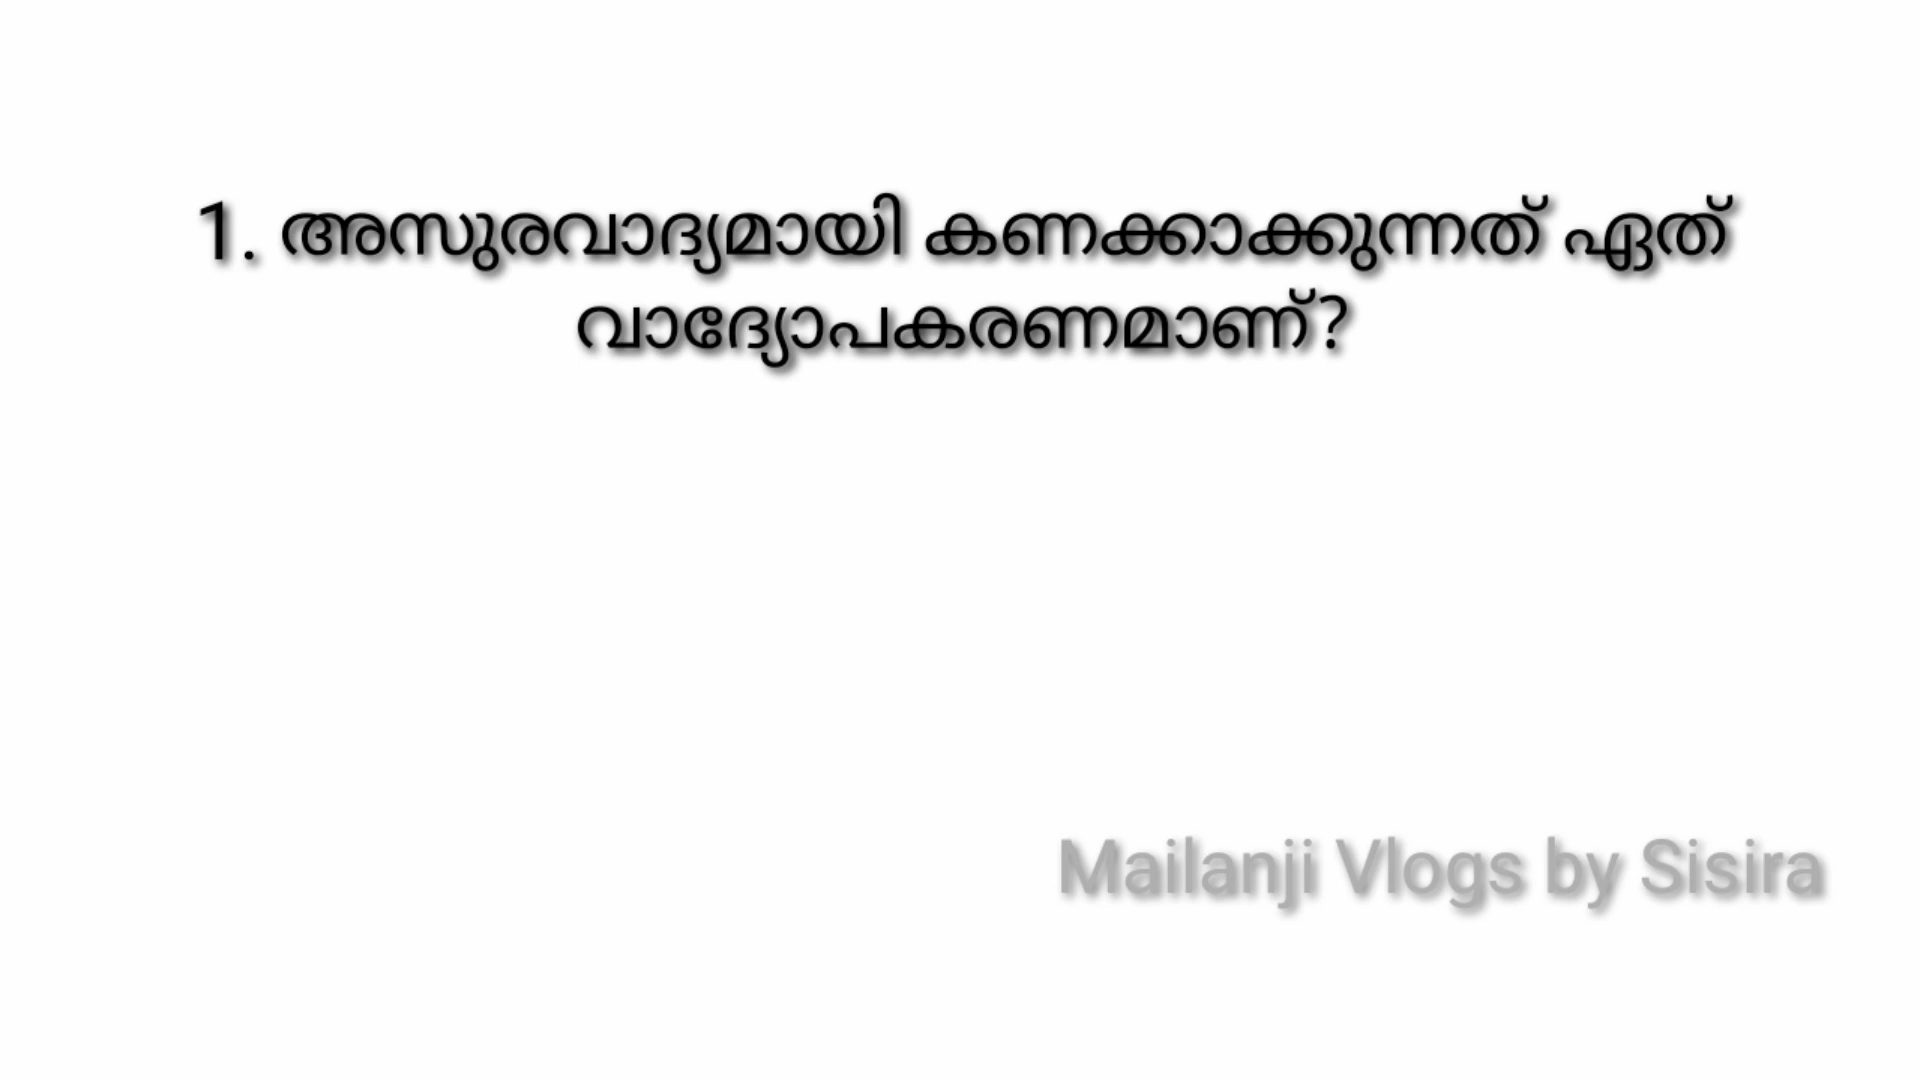 1. അസുരവാദ്യമായി കണക്കാക്കുന്നത് ഏത്
വാദ്യോപകരണമാണ്?
Mailanji Vlogs by Sisira